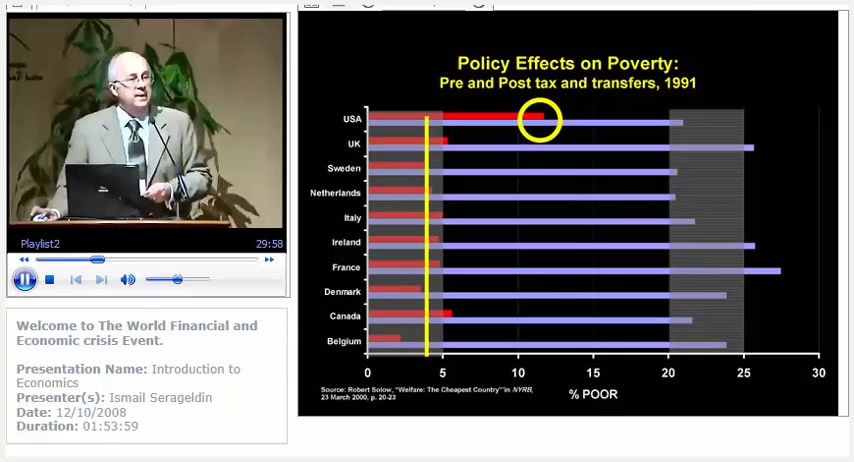 Playlist2 29:58
Welcome to The World Financial and
Economic crisis Event.
Presentation Name: Introduction to
Economics
Presenter(s): Ismail Serageldin
Date: 12/10/2008
Duration: 01:53:59
Policy Effects on Poverty:
Pre and Post tax and transfers, 1991
USA
UK
Sweden
Netherlands
Italy
Ireland
France
Denmark
Canada
Belgium
0 5 10 15 20 25 30
% POOR
Source: Robert Solow, "Welfare: The Cheapest Country'"in NYRB,
23 March 2000, p. 20-23